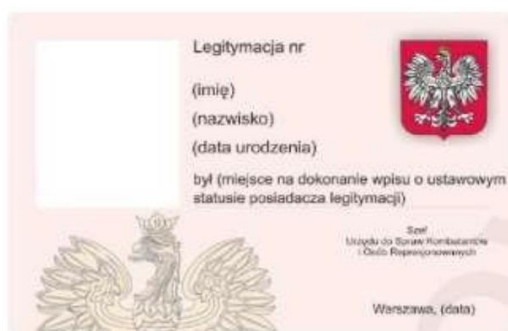 Legitymacja nr
(imię)
(nazwisko)
(data urodzenia)
był (miejsce na dokonanie wpisu o ustawowym
statusie posiadacza legitymacji)
Szef
Urzędu do Spraw Kombatantów
i Osób Represjonowanych
Warszawa, (data)